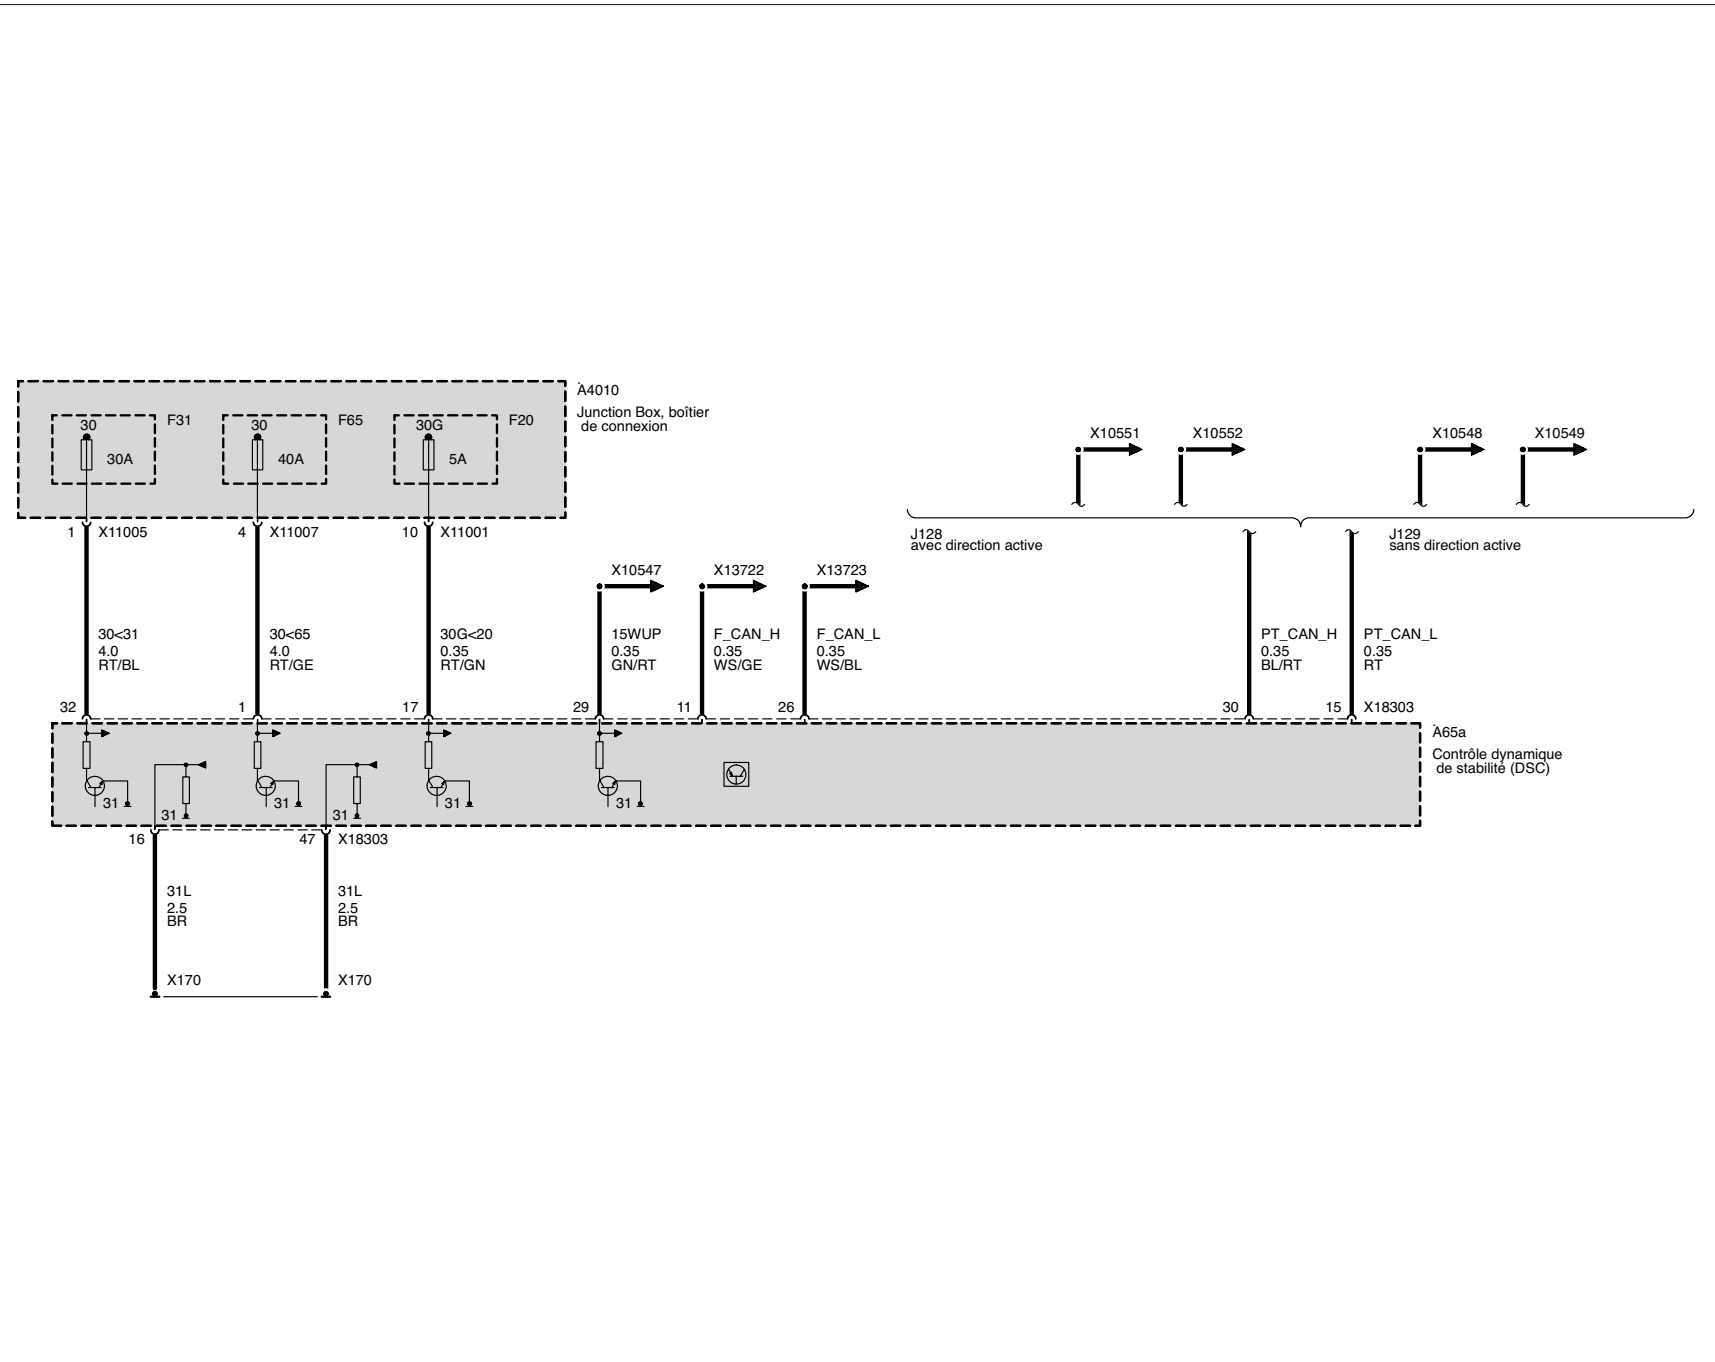 A4010
Junction Box, boîtier
de connexion
30
F31
30
F65
30G
F20
30A
40A
5A
X10551
X10552
X10548
X10549
1
X11005
4
X11007
10
X11001
J128
avec direction active
J129
sans direction active
X10547
X13722
X13723
30<31
4.0
RT/BL
30<65
4.0
RT/GE
30G<20
0.35
RT/GN
15WUP
0.35
GN/RT
F_CAN_H
0.35
WS/GE
F_CAN_L
0.35
WS/BL
PT_CAN_H
0.35
BL/RT
PT_CAN_L
0.35
RT
32
1
17
29
11
26
30
15
X18303
A65a
Contrôle dynamique
de stabilité (DSC)
31
31
31
31
31
31
16
47
X18303
31L
2.5
BR
31L
2.5
BR
X170
X170